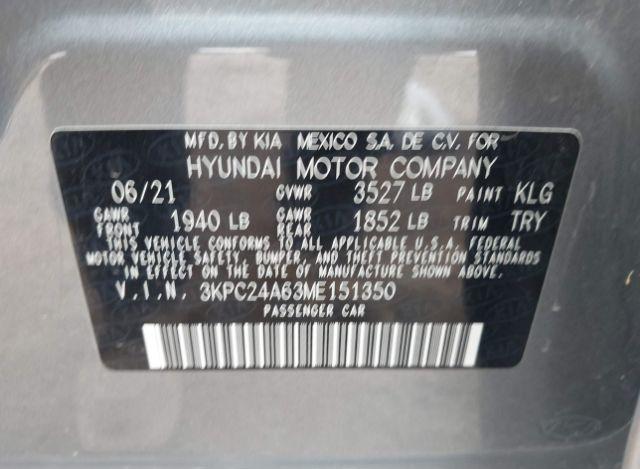 MFD. BY KIA MEXICO S.A. DE C.V. FOR
HYUNDAI MOTOR COMPANY
06/21 GVWR 3527 LB PAINT KLG
GAWR FRONT 1940 LB GAWR REAR 1852 LB TRIM TRY
THIS VEHICLE CONFORMS TO ALL APPLICABLE U.S.A. FEDERAL
MOTOR VEHICLE SAFETY, BUMPER, AND THEFT PREVENTION
STANDARDS IN EFFECT ON THE DATE OF MANUFACTURE SHOWN ABOVE.
V.I.N. 3KPC24A63ME151350
PASSENGER CAR